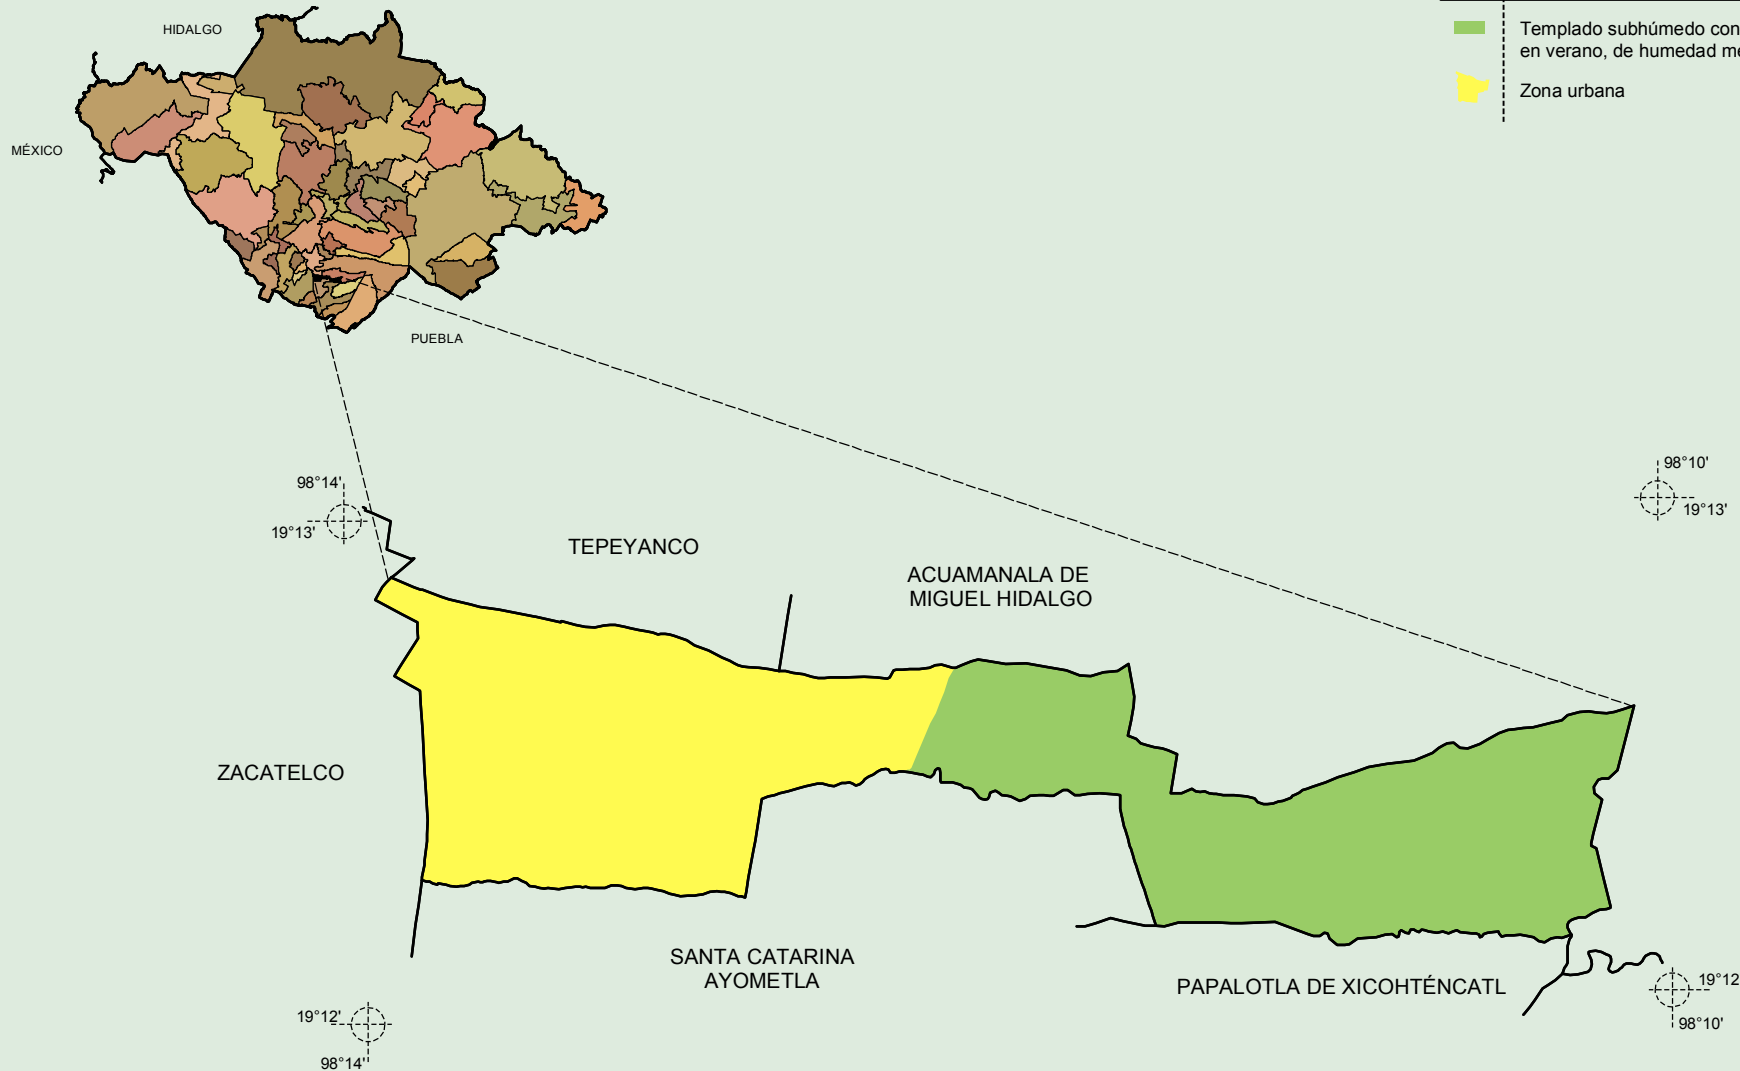 HIDALGO
Templado subhúmedo con
en verano, de humedad me
Zona urbana
MÉXICO
PUEBLA
98°14'
19°13'
98°10'
19°13'
TEPEYANCO
ACUAMANALA DE
MIGUEL HIDALGO
ZACATELCO
SANTA CATARINA
AYOMETLA
PAPALOTLA DE XICOHTÉNCATL
19°12'
98°14'
19°12
98°10'